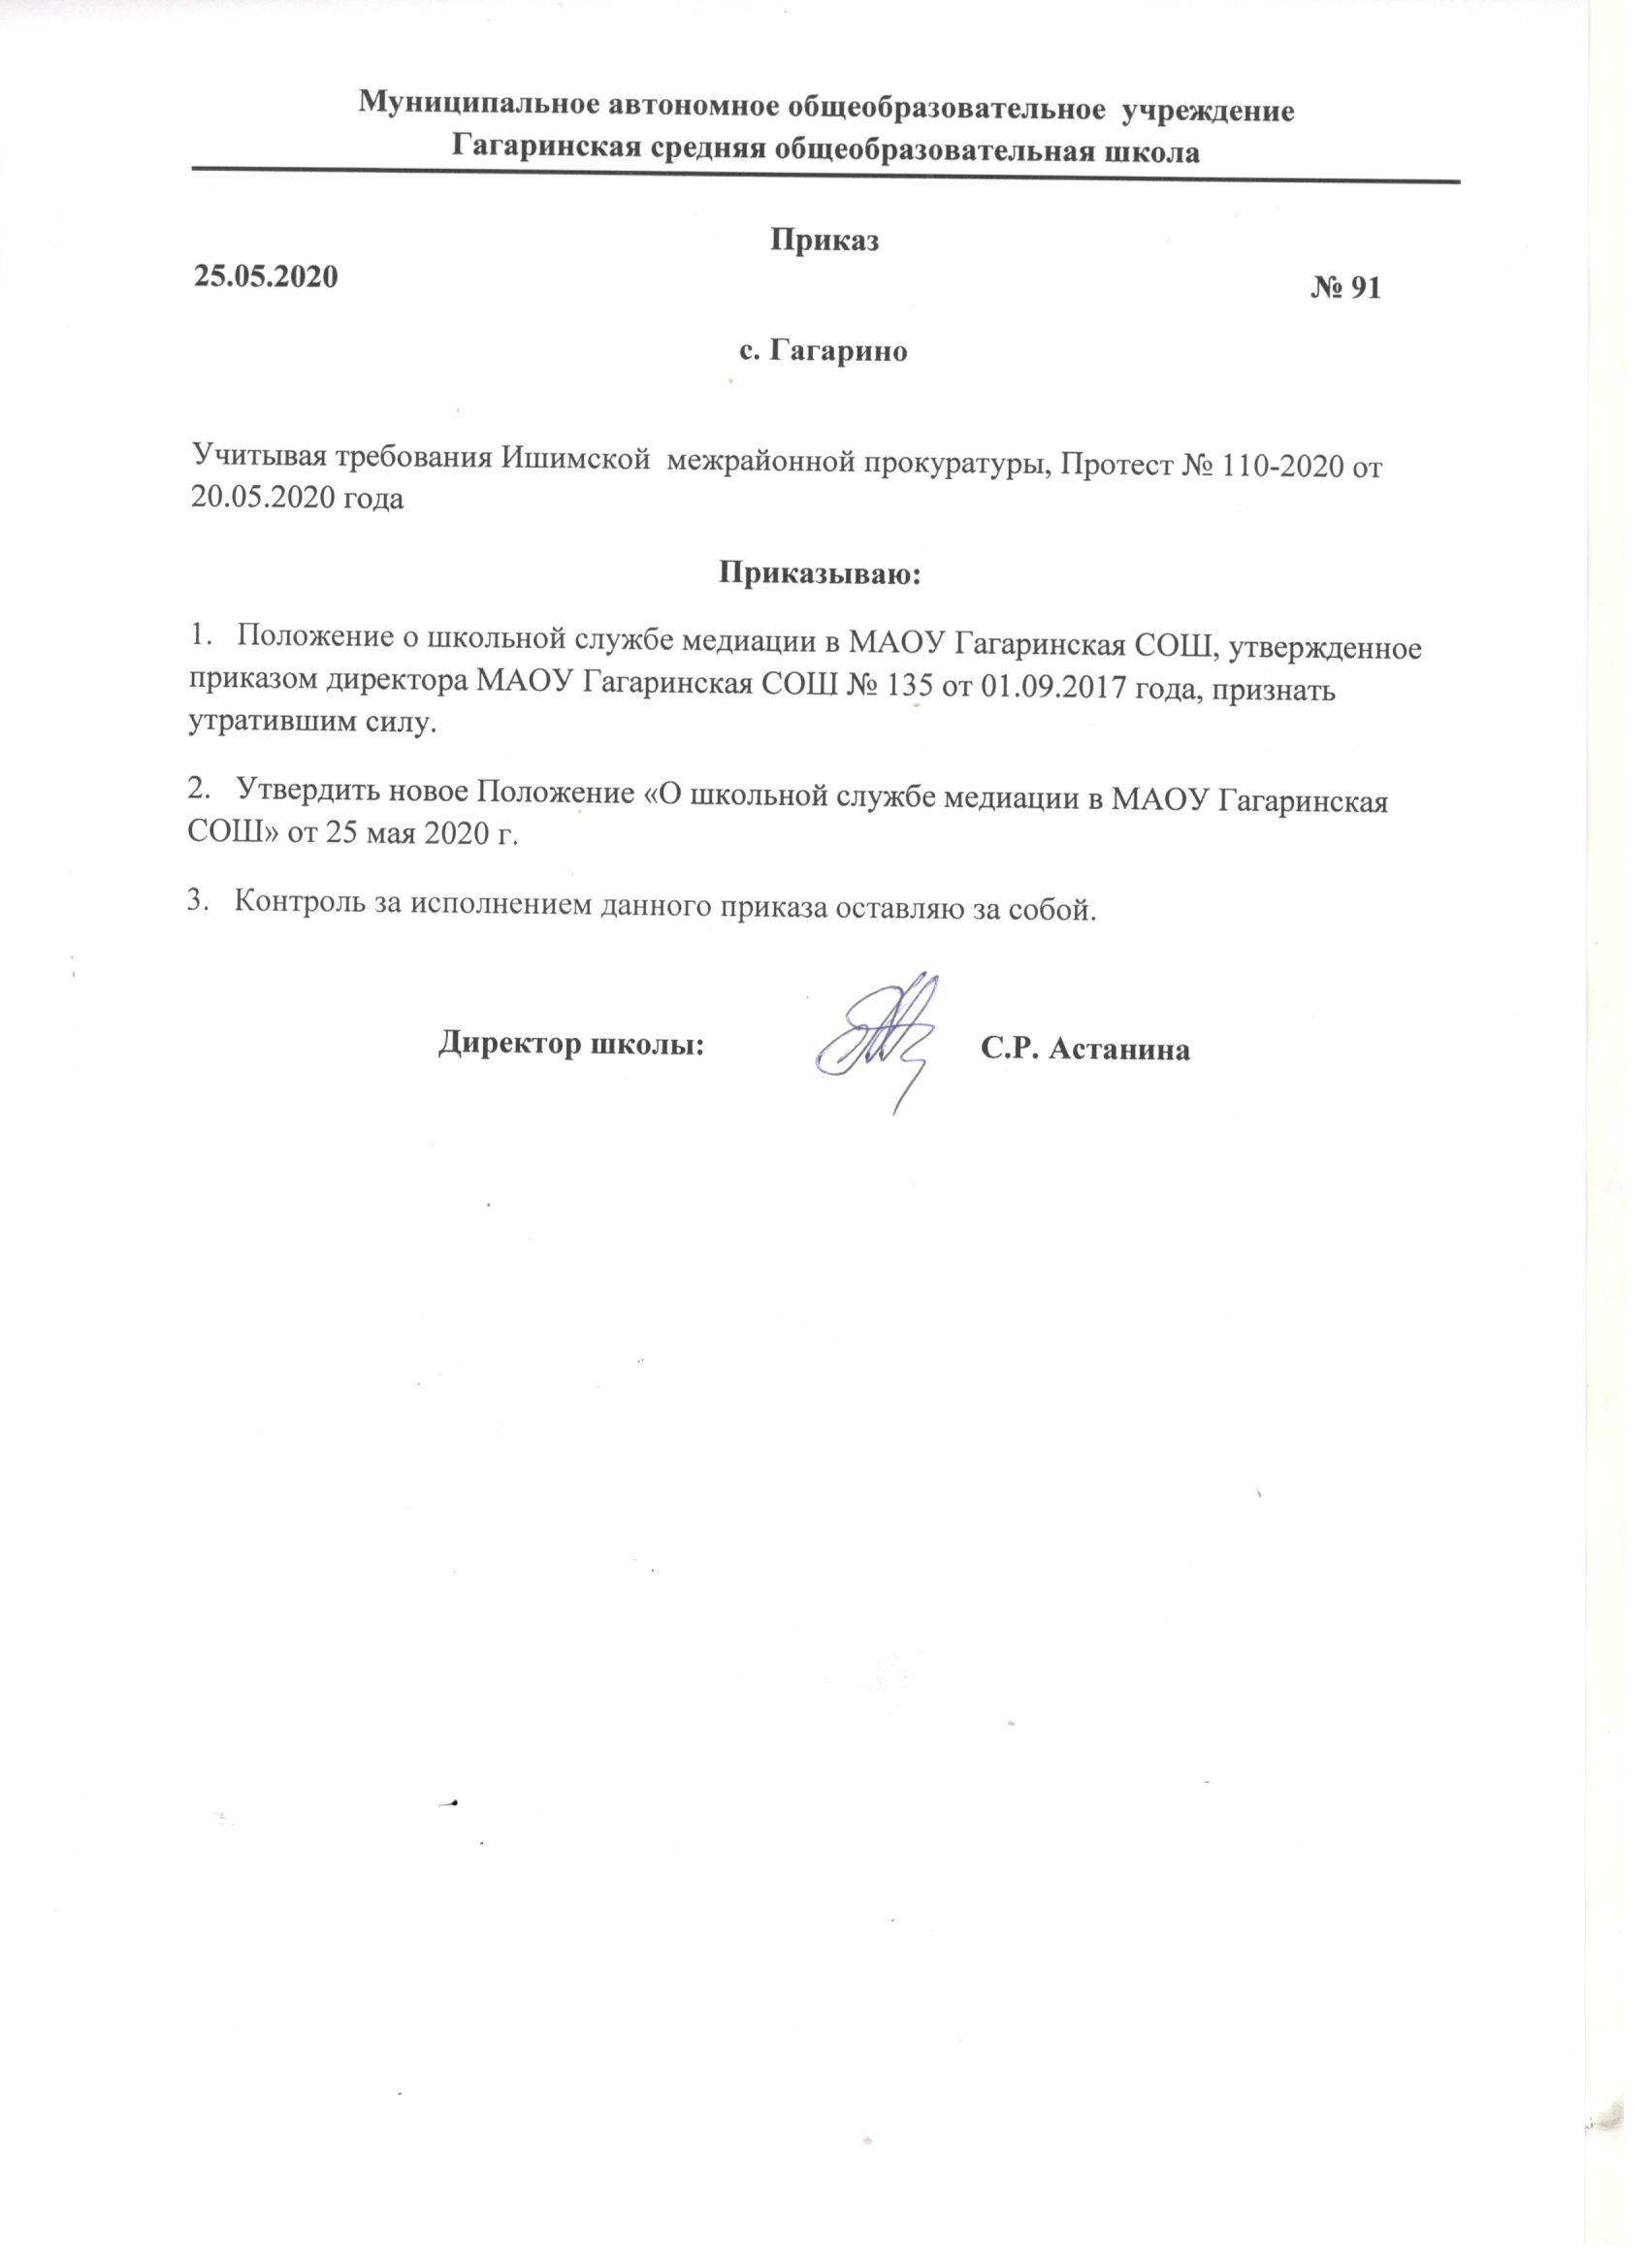 Муниципальное автономное общеобразовательное учреждение
Гагаринская средняя общеобразовательная школа
Приказ
25.05.2020
№ 91
с. Гагарино
Учитывая требования Ишимской межрайонной прокуратуры, Протест № 110-2020 от
20.05.2020 года
Приказываю:
1. Положение о школьной службе медиации в МАОУ Гагаринская СОШ, утвержденное
приказом директора МАОУ Гагаринская СОШ № 135 от 01.09.2017 года, признать
утратившим силу.
2. Утвердить новое Положение «О школьной службе медиации в МАОУ Гагаринская
СОШ» от 25 мая 2020 г.
3. Контроль за исполнением данного приказа оставляю за собой.
Директор школы: С.Р. Астанина